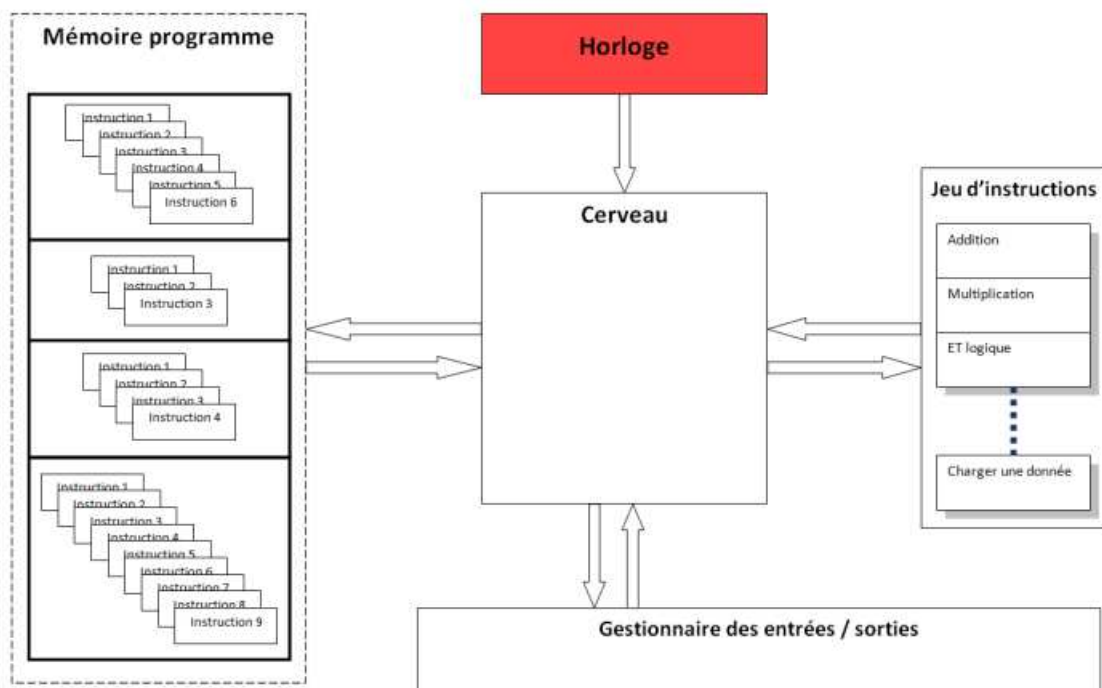 Mémoire programme
Instruction 1
Instruction 2
Instruction 3
Instruction 4
Instruction 5
Instruction 6
Instruction 1
Instruction 2
Instruction 3
Instruction 1
Instruction 2
Instruction 3
Instruction 4
Instruction 1
Instruction 2
Instruction 3
Instruction 4
Instruction 5
Instruction 6
Instruction 7
Instruction 8
Instruction 9
Horloge
Cerveau
Jeu d'instructions
Addition
Multiplication
ET logique
Charger une donnée
Gestionnaire des entrées / sorties